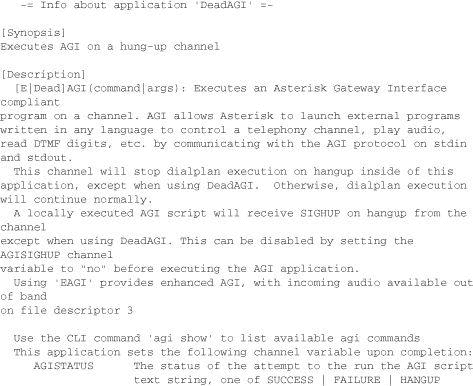 -= Info about application 'DeadAGI' =-
[Synopsis]
Executes AGI on a hung-up channel
[Description]
[E|Dead]AGI(command|args): Executes an Asterisk Gateway Interface
compliant
program on a channel. AGI allows Asterisk to launch external programs
written in any language to control a telephony channel, play audio,
read DTMF digits, etc. by communicating with the AGI protocol on stdin
and stdout.
This channel will stop dialplan execution on hangup inside of this
application, except when using DeadAGI.  Otherwise, dialplan execution
will continue normally.
A locally executed AGI script will receive SIGHUP on hangup from the
channel
except when using DeadAGI. This can be disabled by setting the
AGISIGHUP channel
variable to "no" before executing the AGI application.
Using 'EAGI' provides enhanced AGI, with incoming audio available out
of band
on file descriptor 3
Use the CLI command 'agi show' to list available agi commands
This application sets the following channel variable upon completion:
AGISTATUS      The status of the attempt to the run the AGI script
text string, one of SUCCESS | FAILURE | HANGUP